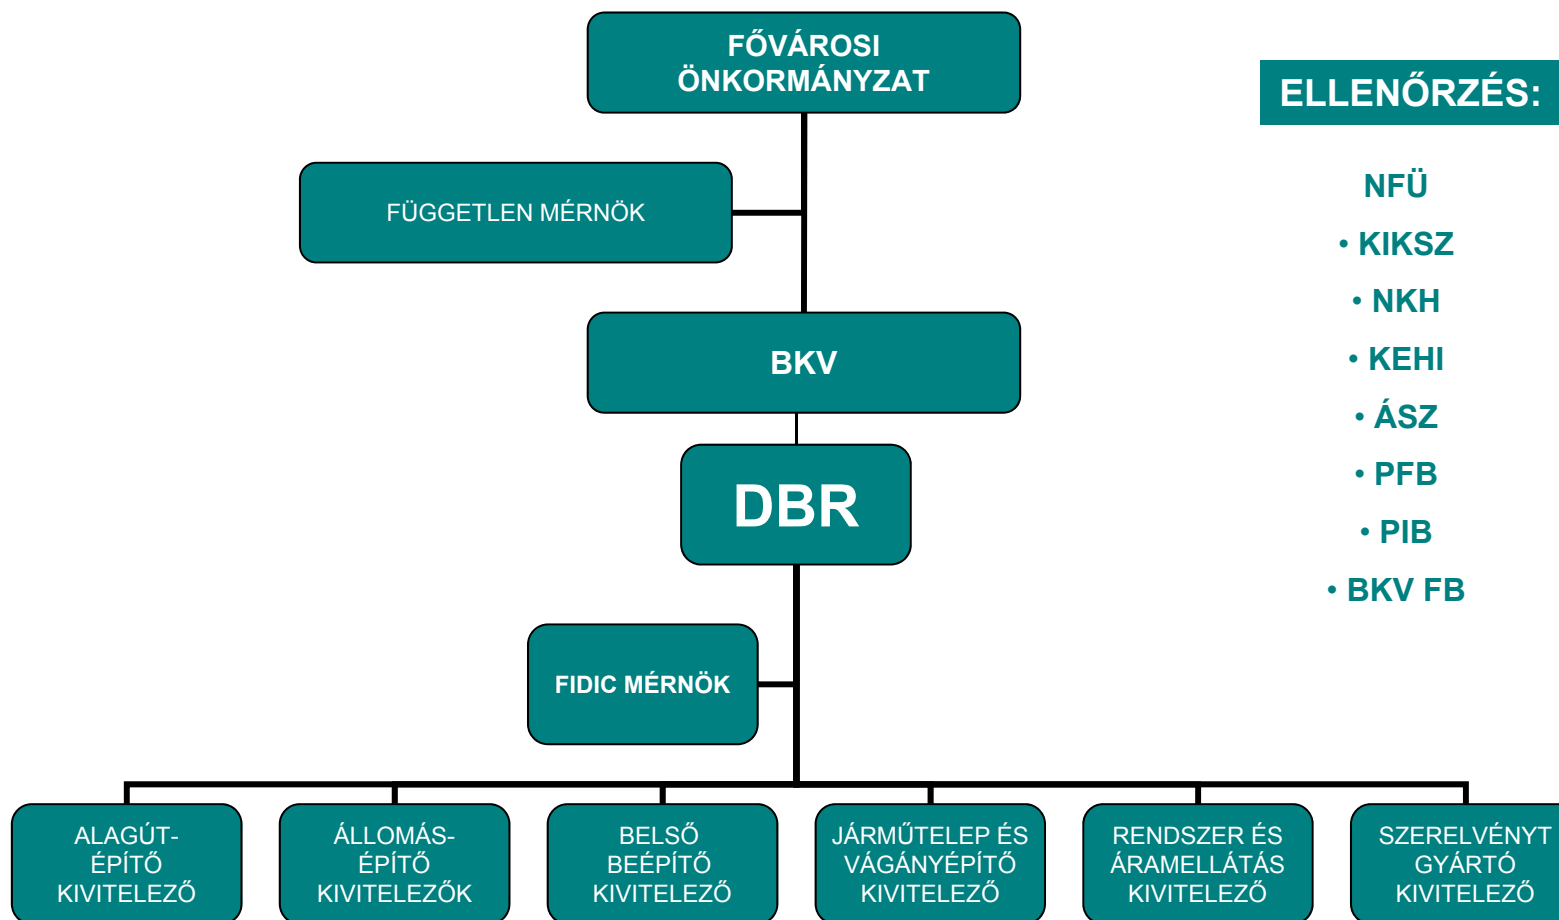 FŐVÁROSI
ÖNKORMÁNYZAT
FÜGGETLEN MÉRNÖK
BKV
DBR
FIDIC MÉRNÖK
ALAGÚT-
ÉPÍTŐ
KIVITELEZŐ
ÁLLOMÁS-
ÉPÍTŐ
KIVITELEZŐK
BELSŐ
BEÉPÍTŐ
KIVITELEZŐ
JÁRMŰTELEP ÉS
VÁGÁNYÉPÍTŐ
KIVITELEZŐ
RENDSZER ÉS
ÁRAMELLÁTÁS
KIVITELEZŐ
SZERELVÉNYT
GYÁRTÓ
KIVITELEZŐ
ELLENŐRZÉS:
NFÜ
• KIKSZ
• NKH
• KEHI
• ÁSZ
• PFB
• PIB
• BKV FB